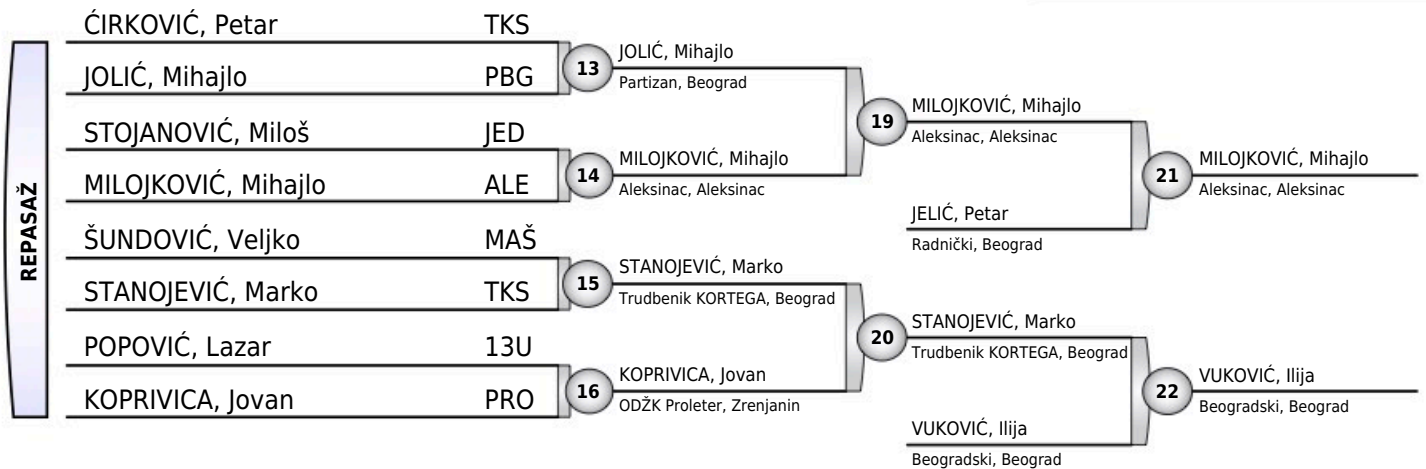 REPASAŽ
ĆIRKOVIĆ, Petar TKS
JOLIĆ, Mihajlo PBG
STOJANOVIĆ, Miloš JED
MILOJKOVIĆ, Mihajlo ALE
ŠUNDOVIĆ, Veljko MAŠ
STANOJEVIĆ, Marko TKS
POPOVIĆ, Lazar 13U
KOPRIVICA, Jovan PRO
13
JOLIĆ, Mihajlo
Partizan, Beograd
14
MILOJKOVIĆ, Mihajlo
Aleksinac, Aleksinac
15
STANOJEVIĆ, Marko
Trudbenik KORTEGA, Beograd
16
KOPRIVICA, Jovan
ODŽK Proleter, Zrenjanin
19
MILOJKOVIĆ, Mihajlo
Aleksinac, Aleksinac
JELIĆ, Petar
Radnički, Beograd
20
STANOJEVIĆ, Marko
Trudbenik KORTEGA, Beograd
VUKOVIĆ, Ilija
Beogradski, Beograd
21
MILOJKOVIĆ, Mihajlo
Aleksinac, Aleksinac
22
VUKOVIĆ, Ilija
Beogradski, Beograd